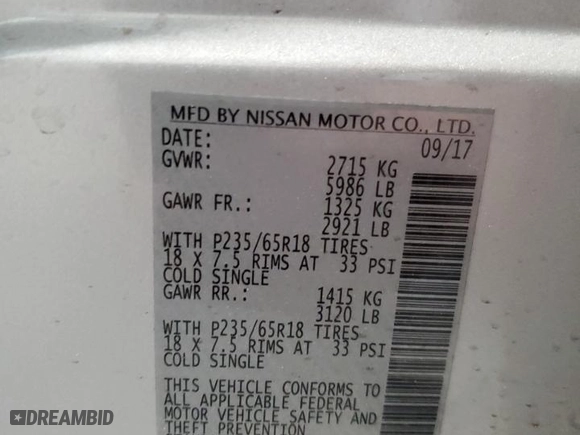 MFD BY NISSAN MOTOR CO., LTD.
DATE: 09/17
GVWR: 2715 KG
5986 LB
GAWR FR.: 1325 KG
2921 LB
WITH P235/65R18 TIRES
18 X 7.5 RIMS AT 33 PSI
COLD SINGLE
GAWR RR.: 1415 KG
3120 LB
WITH P235/65R18 TIRES
18 X 7.5 RIMS AT 33 PSI
COLD SINGLE
THIS VEHICLE CONFORMS TO
ALL APPLICABLE FEDERAL
MOTOR VEHICLE SAFETY AND
THEFT PREVENTION
DREAMBID